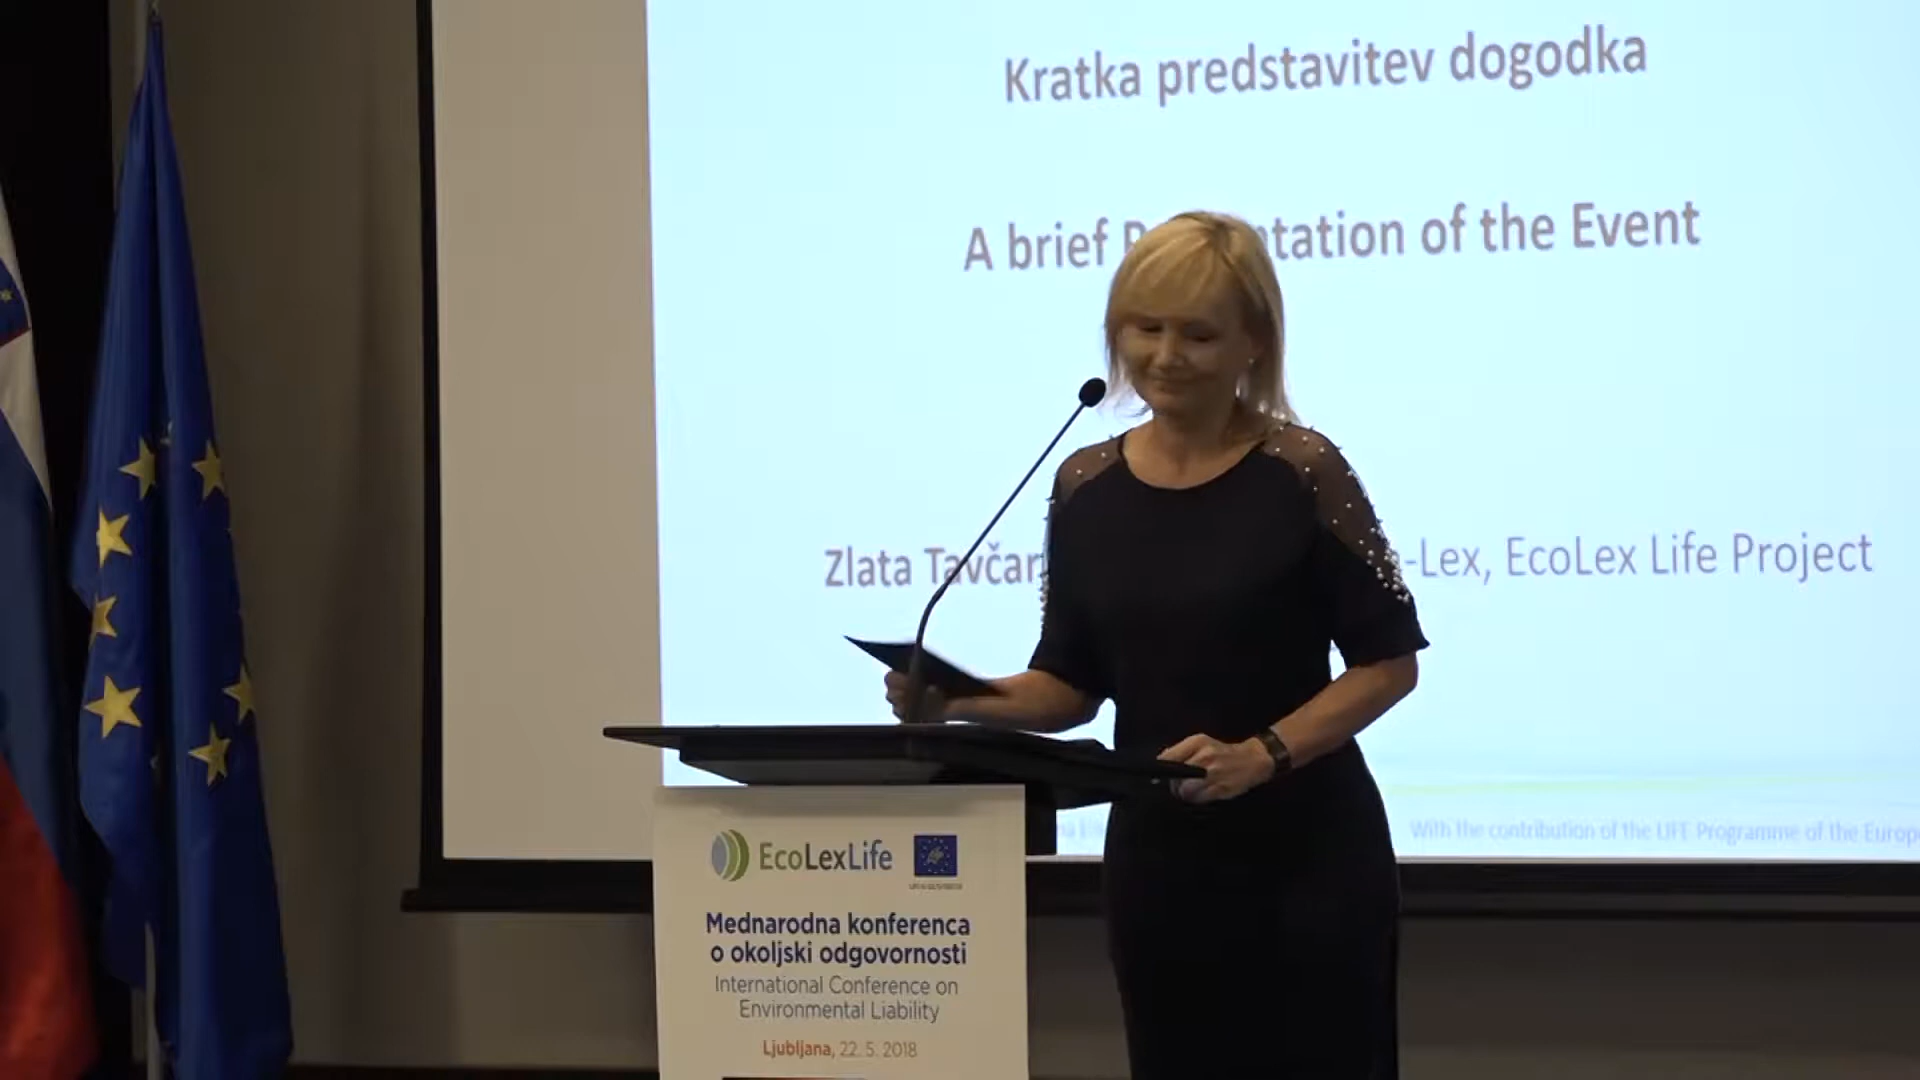 Kratka predstavitev dogodka
A brief
tation of the Event
Zlata Tavčar
-Lex, EcoLex Life Project
With the contribution of the LIFE Programme of the Europe
EcoLexLife
Mednarodna konferenca
o okoljski odgovornosti
International Conference on
Environmental Liability
Ljubljana, 22. 5. 2018